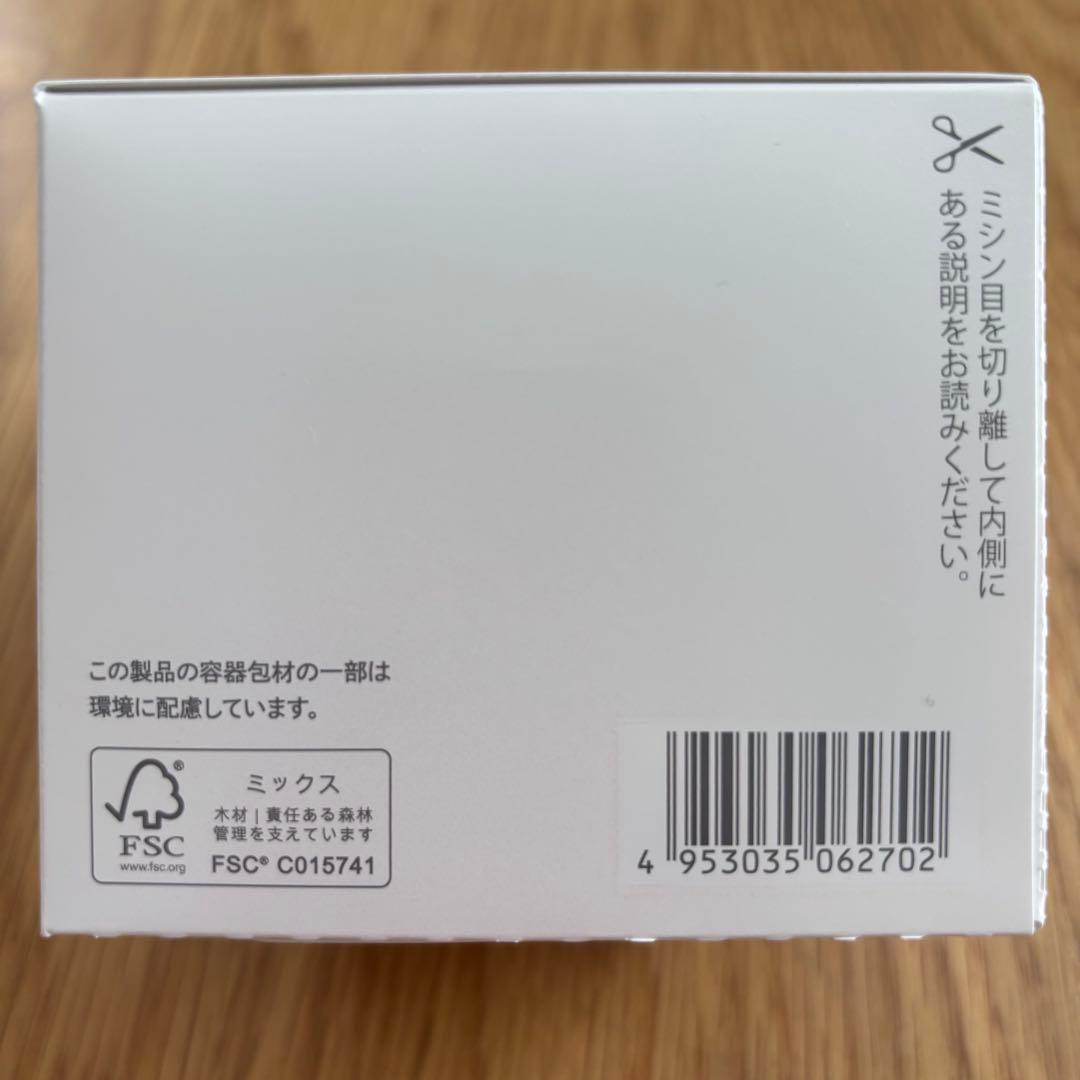 ミシン目を切り離して内側に
ある説明をお読みください。
この製品の容器包材の一部は
環境に配慮しています。
ミックス
木材 | 責任ある森林
管理を支えています
FSC® C015741
®
FSC
www.fsc.org
4 953035 062702